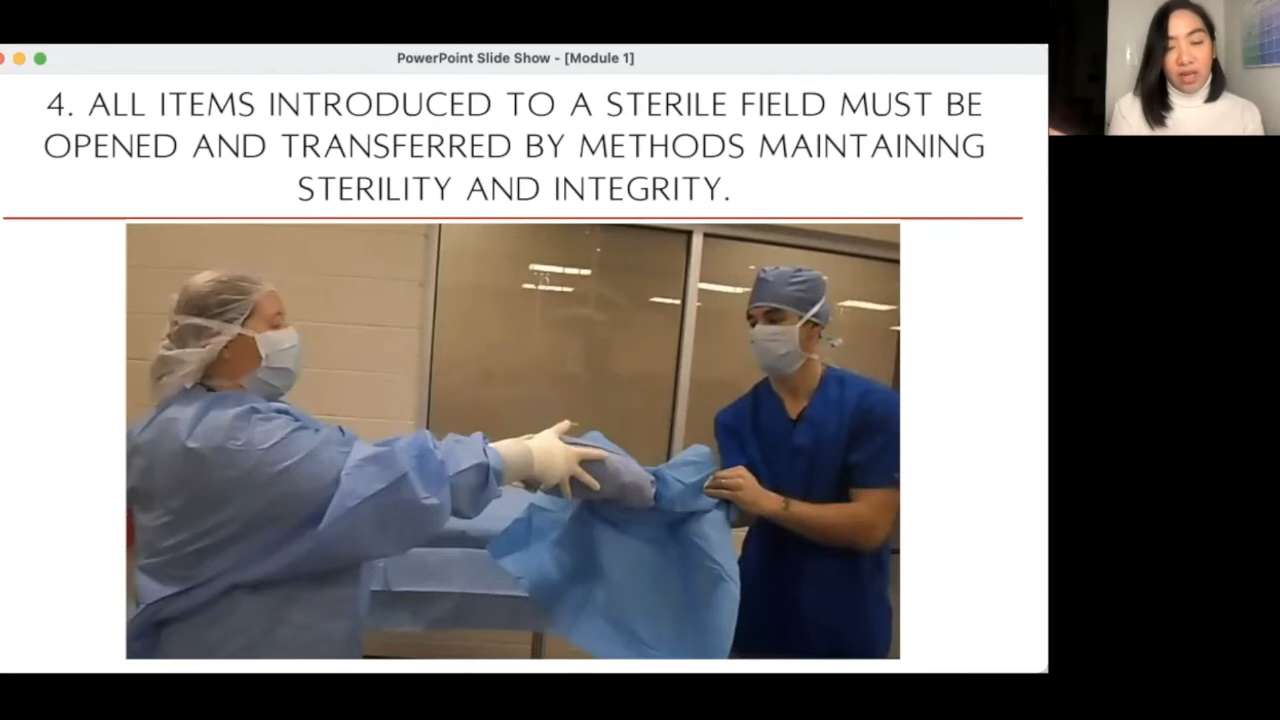 PowerPoint Slide Show - [Module 1]
4. ALL ITEMS INTRODUCED TO A STERILE FIELD MUST BE
OPENED AND TRANSFERRED BY METHODS MAINTAINING
STERILITY AND INTEGRITY.